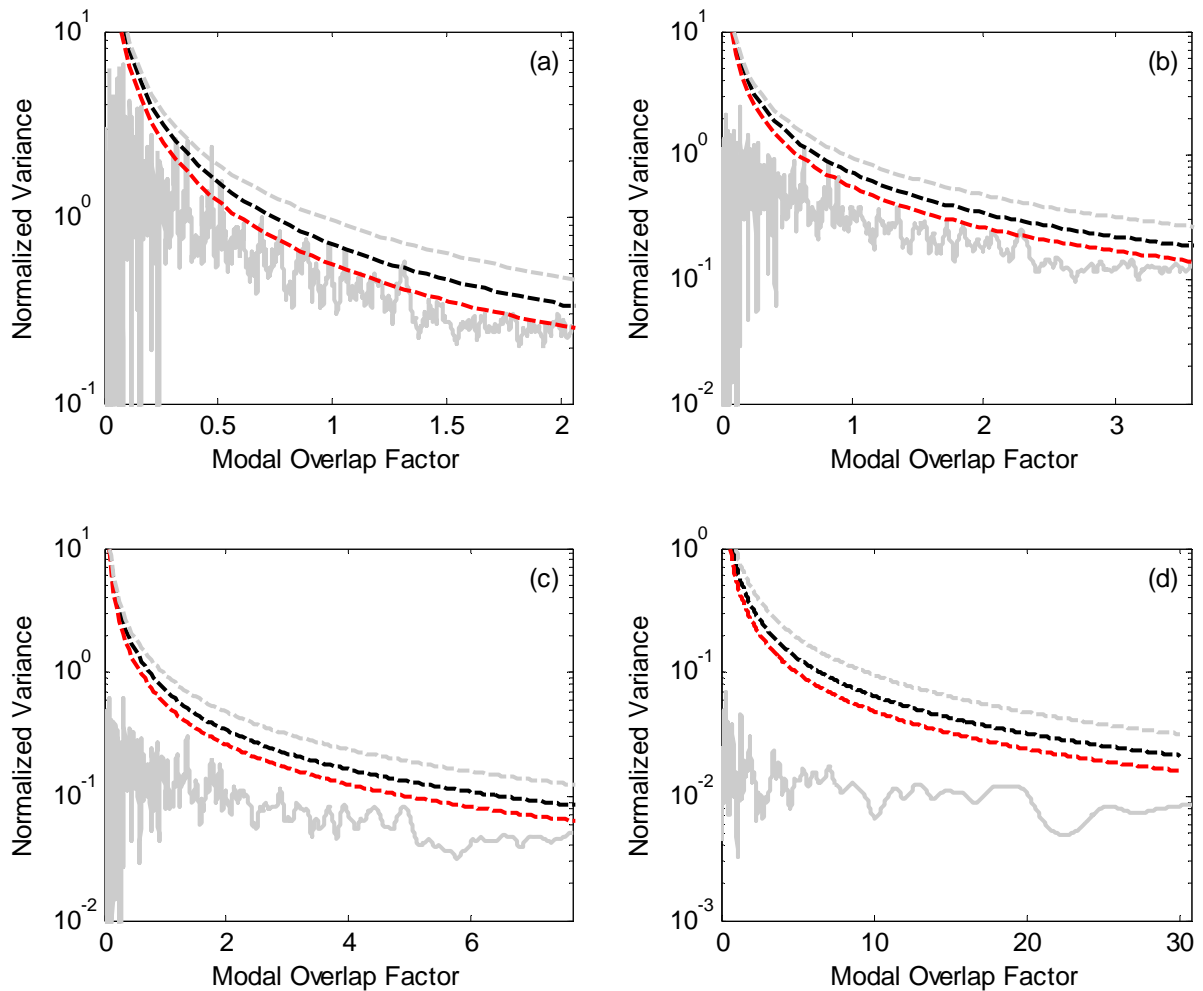 (a)
10^1
10^0
10^-1
Normalized Variance
0 0.5 1 1.5 2
Modal Overlap Factor
(b)
10^1
10^0
10^-1
10^-2
Normalized Variance
0 1 2 3
Modal Overlap Factor
(c)
10^1
10^0
10^-1
10^-2
Normalized Variance
0 2 4 6
Modal Overlap Factor
(d)
10^0
10^-1
10^-2
10^-3
Normalized Variance
0 10 20 30
Modal Overlap Factor